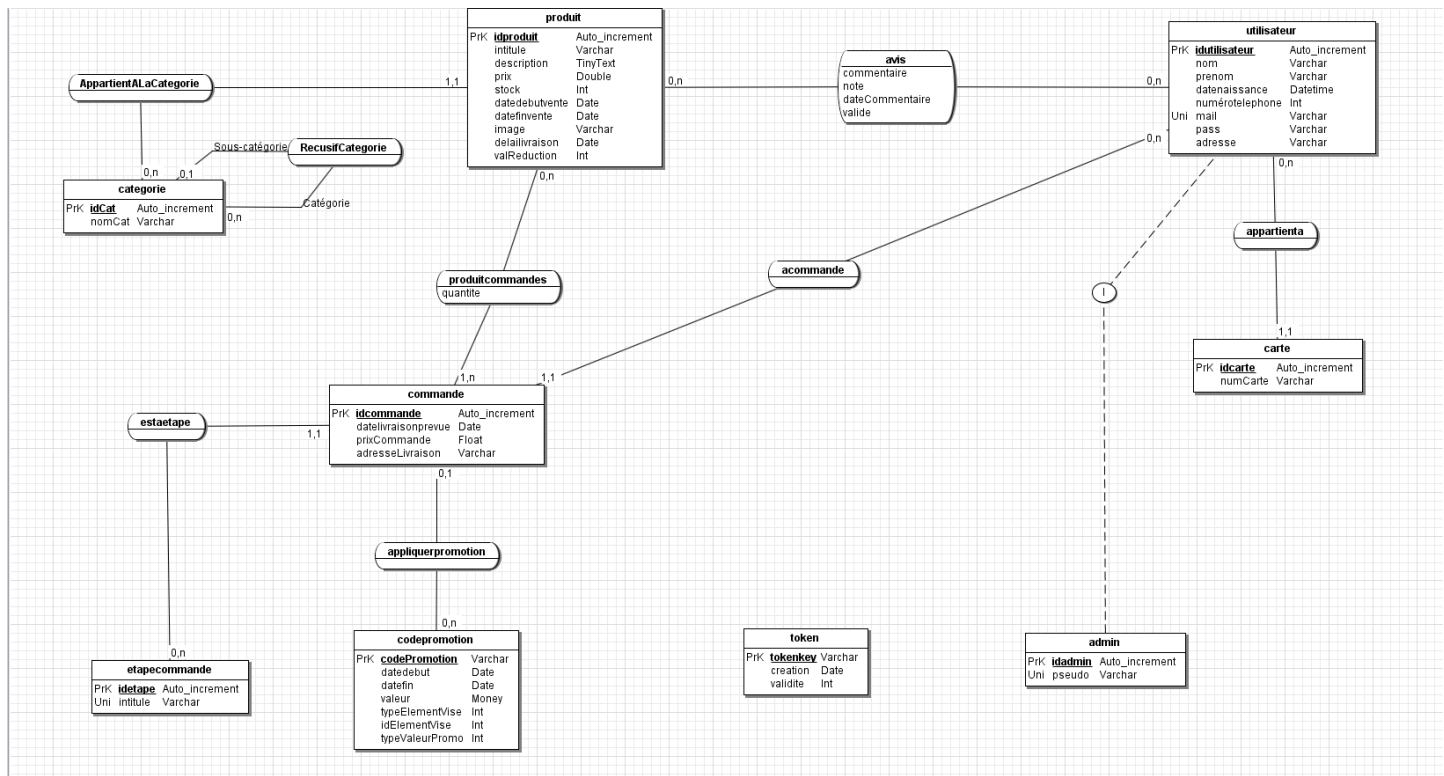 produit
PrK idproduit Auto_increment
intitule Varchar
description TinyText
prix Double
stock Int
datedebutvente Date
datefinvente Date
image Varchar
delailivraison Date
valReduction Int
utilisateur
PrK idutilisateur Auto_increment
nom Varchar
prenom Varchar
datenaissance Datetime
numérotelephone Int
Uni mail Varchar
pass Varchar
adresse Varchar
avis
commentaire
note
dateCommentaire
valide
0,n
0,n
AppartientALaCategorie
1,1
0,n
Sous-catégorie
RecusifCategorie
0,1
Catégorie
0,n
categorie
PrK idCat Auto_increment
nomCat Varchar
0,n
produitcommandes
quantite
1,n
0,n
acommande
1,1
0,n
appartienta
1,1
I
carte
PrK idcarte Auto_increment
numCarte Varchar
commande
PrK idcommande Auto_increment
datelivraisonprevue Date
prixCommande Float
adresseLivraison Varchar
estaetape
1,1
0,n
0,1
appliquerpromotion
0,n
etapecommande
PrK idetape Auto_increment
Uni intitule Varchar
codepromotion
PrK codePromotion Varchar
datedebut Date
datefin Date
valeur Money
typeElementVise Int
idElementVise Int
typeValeurPromo Int
token
PrK tokenkey Varchar
creation Date
validite Int
admin
PrK idadmin Auto_increment
Uni pseudo Varchar